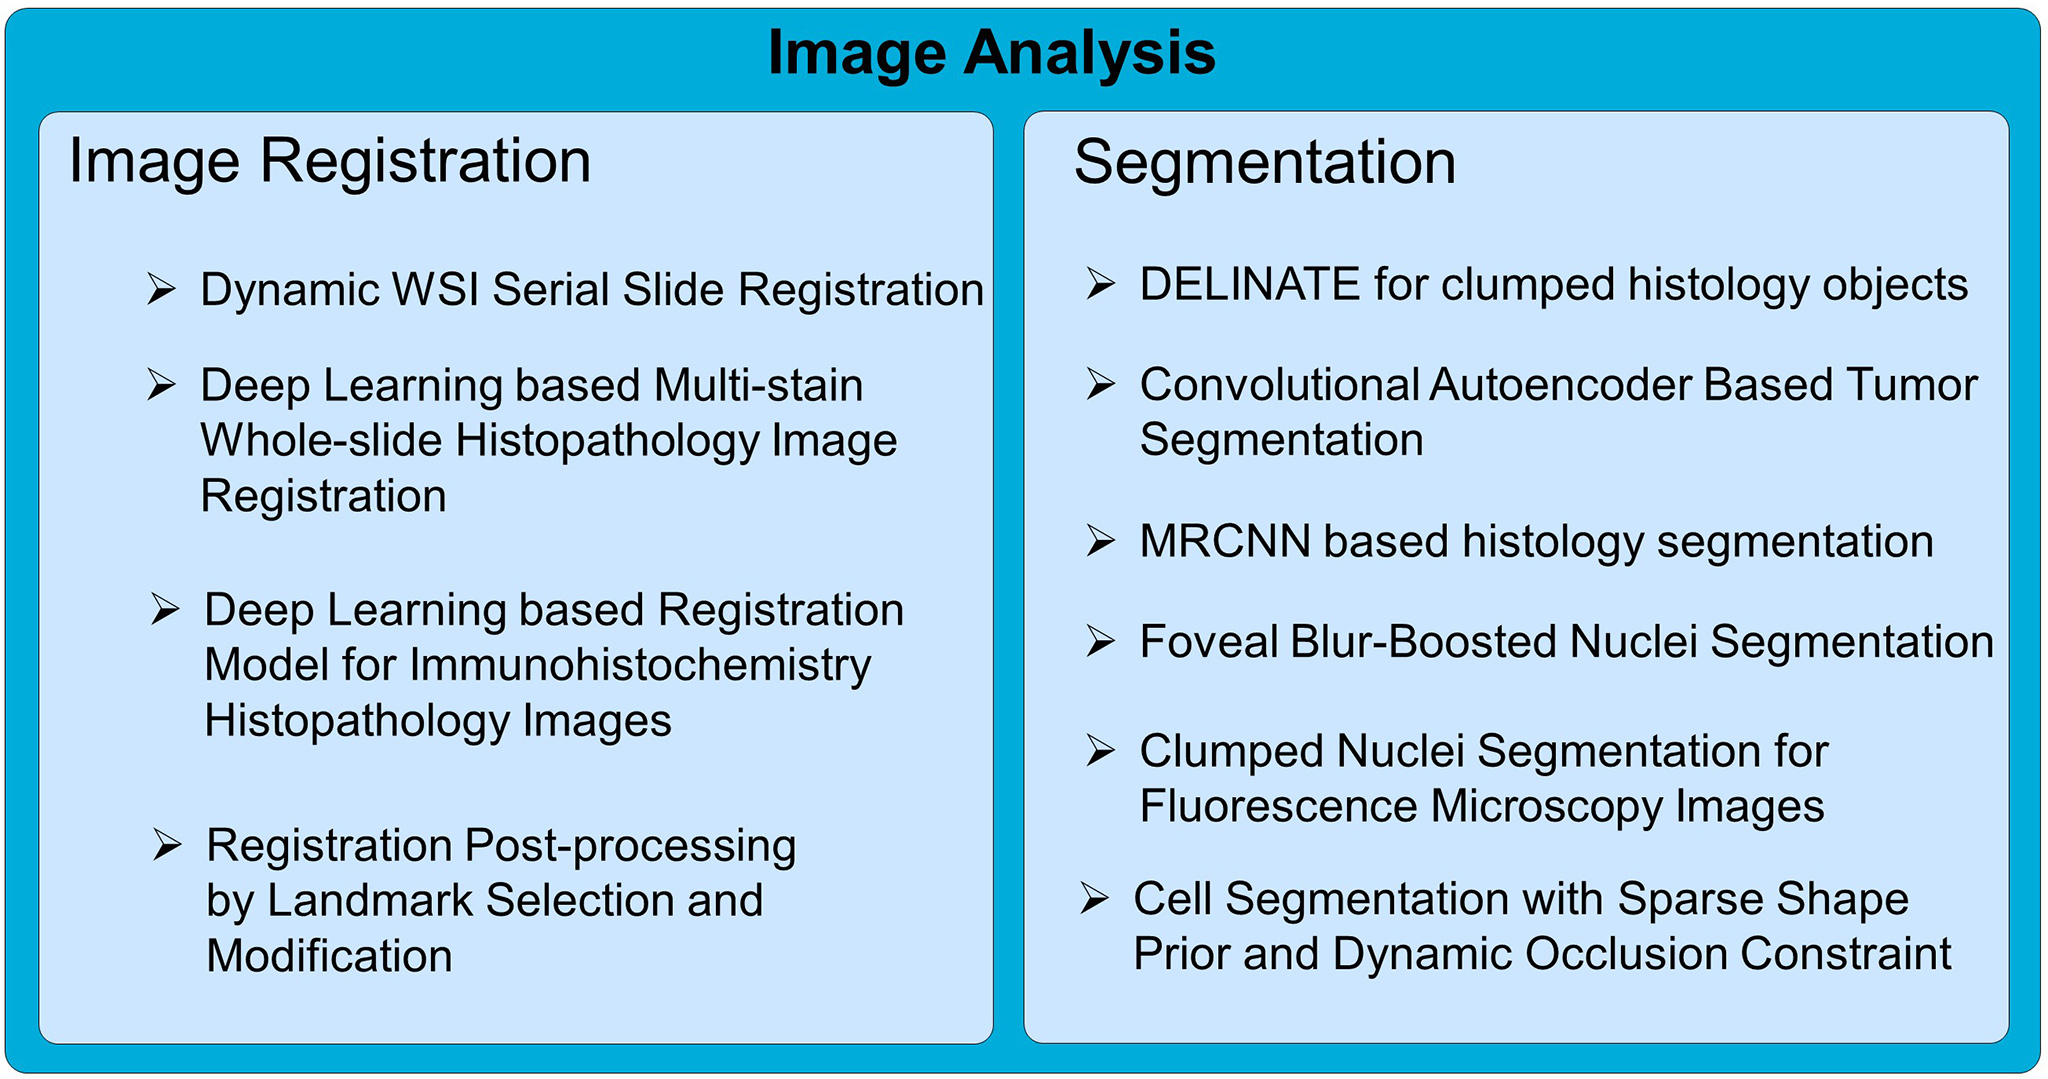 Image Analysis
Image Registration
Dynamic WSI Serial Slide Registration
Deep Learning based Multi-stain
Whole-slide Histopathology Image
Registration
Deep Learning based Registration
Model for Immunohistochemistry
Histopathology Images
Registration Post-processing
by Landmark Selection and
Modification
Segmentation
DELINATE for clumped histology objects
Convolutional Autoencoder Based Tumor
Segmentation
MRCNN based histology segmentation
Foveal Blur-Boosted Nuclei Segmentation
Clumped Nuclei Segmentation for
Fluorescence Microscopy Images
Cell Segmentation with Sparse Shape
Prior and Dynamic Occlusion Constraint